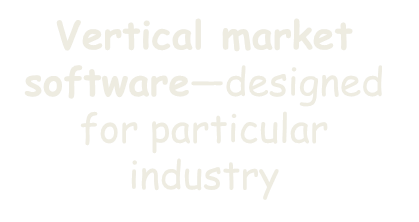 Vertical market
software—designed
for particular
industry